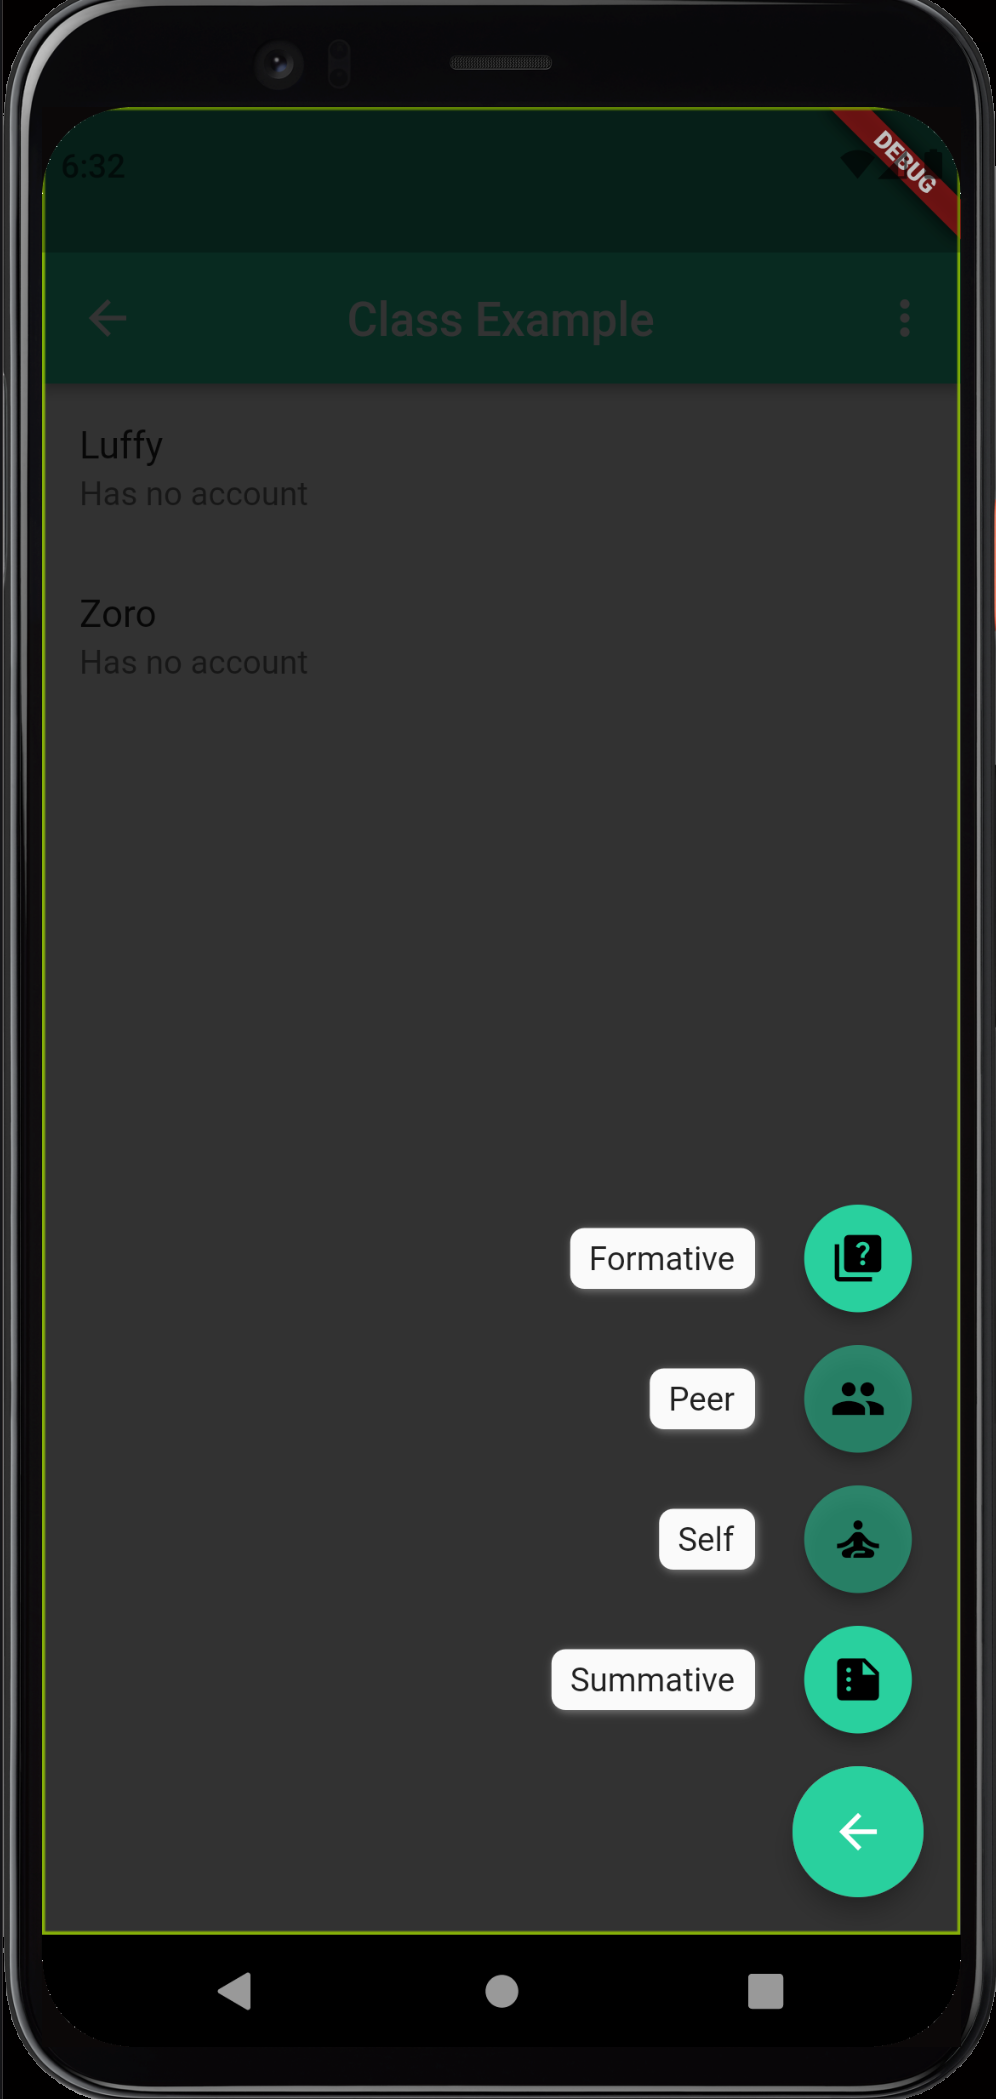 6:32
DEBUG
Class Example
Luffy
Has no account
Zoro
Has no account
Formative
?
Peer
Self
Summative